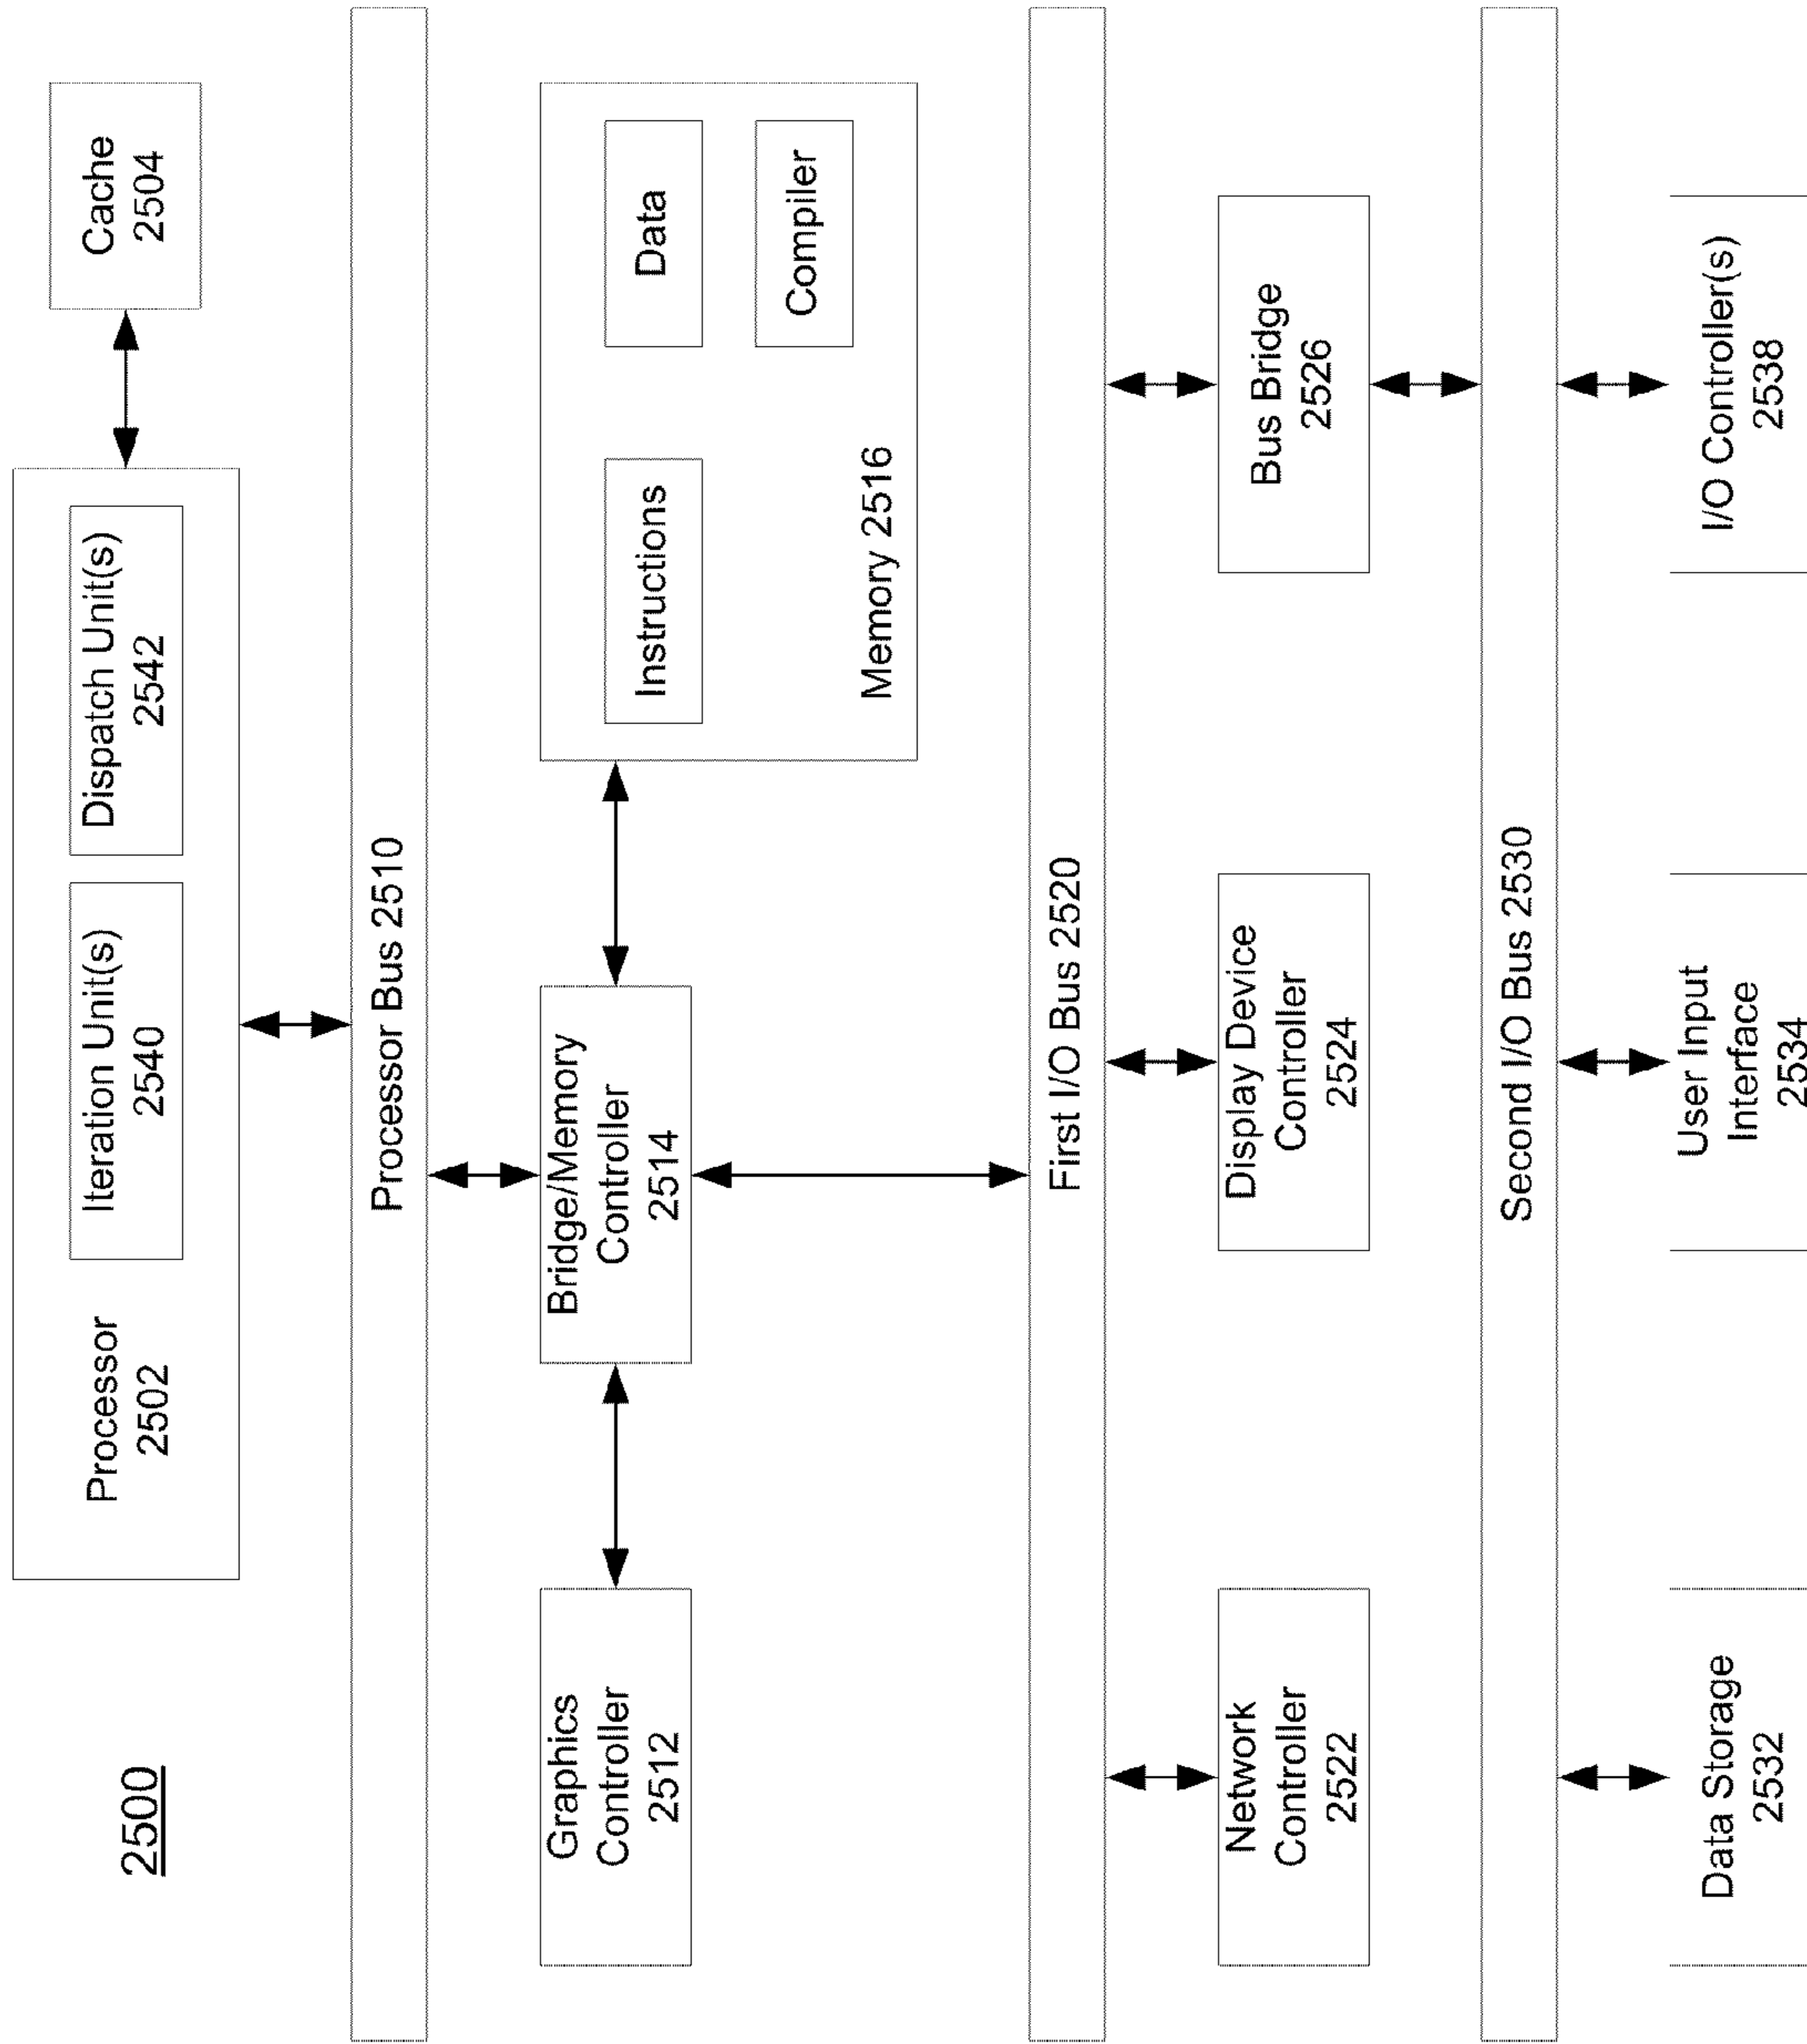 2500
Processor
2502
Iteration Unit(s)
2540
Dispatch Unit(s)
2542
Cache
2504
Processor Bus 2510
Graphics
Controller
2512
Bridge/Memory
Controller
2514
Instructions
Data
Compiler
Memory 2516
First I/O Bus 2520
Network
Controller
2522
Display Device
Controller
2524
Bus Bridge
2526
Second I/O Bus 2530
Data Storage
2532
User Input
Interface
2534
I/O Controller(s)
2538